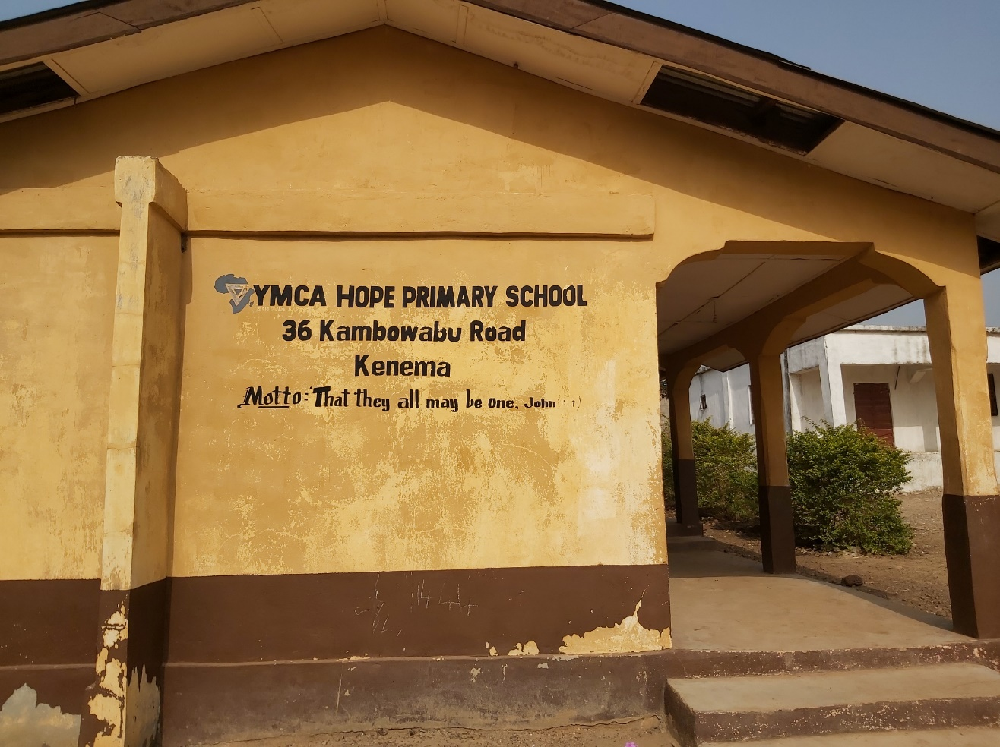 YMCA HOPE PRIMARY SCHOOL
36 Kambowabu Road
Kenema
Motto: That they all may be one. John